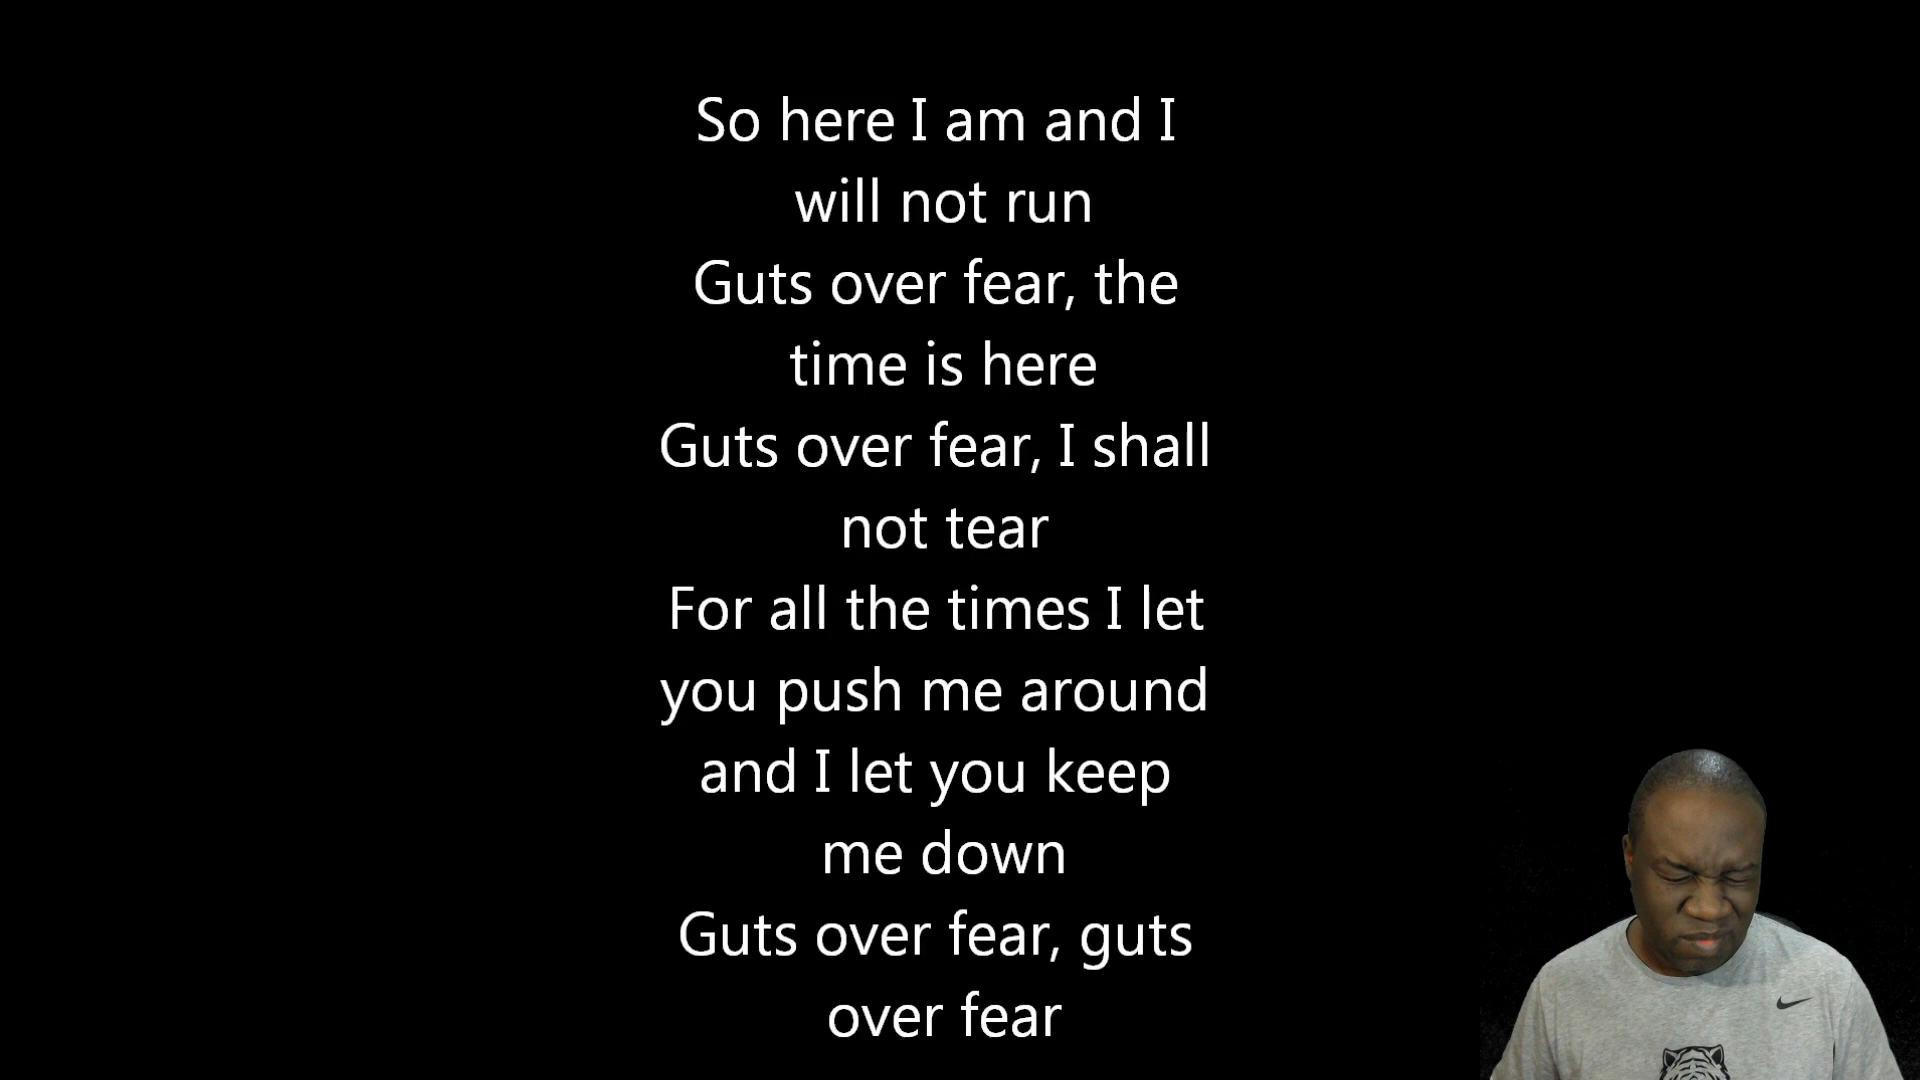 So here I am and I
will not run
Guts over fear, the
time is here
Guts over fear, I shall
not tear
For all the times I let
you push me around
and I let you keep
me down
Guts over fear, guts
over fear